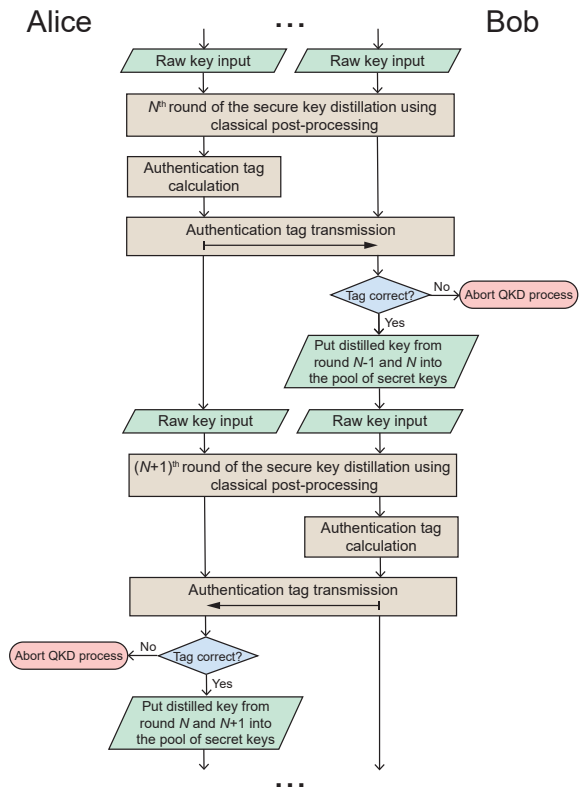 Alice
...
Bob
Raw key input
Raw key input
Nth round of the secure key distillation using
classical post-processing
Authentication tag
calculation
Authentication tag transmission
Tag correct?
No
Abort QKD process
Yes
Put distilled key from
round N-1 and N into
the pool of secret keys
Raw key input
Raw key input
(N+1)th round of the secure key distillation using
classical post-processing
Authentication tag
calculation
Authentication tag transmission
Abort QKD process
No
Tag correct?
Yes
Put distilled key from
round N and N+1 into
the pool of secret keys
...